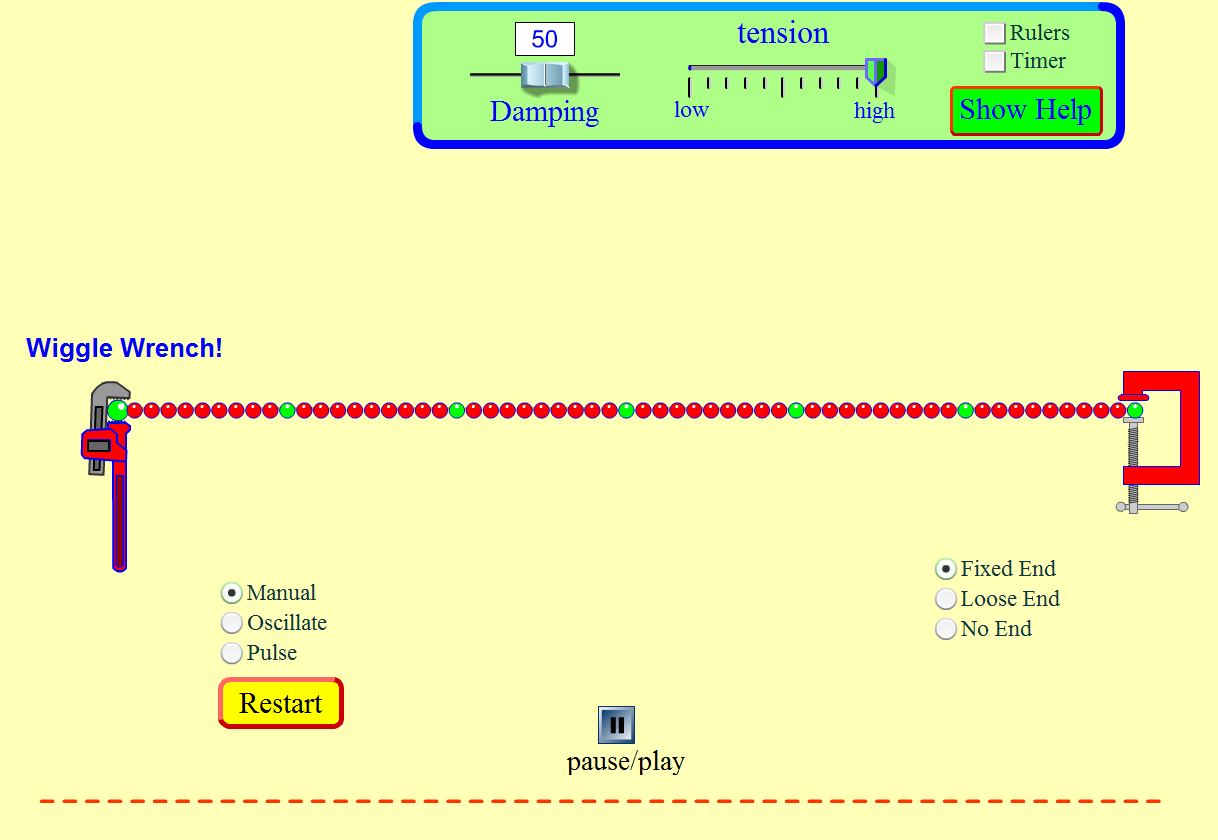 50
tension
Rulers
Timer
Damping
low
high
Show Help
Wiggle Wrench!
Manual
Oscillate
Pulse
Restart
Fixed End
Loose End
No End
pause/play